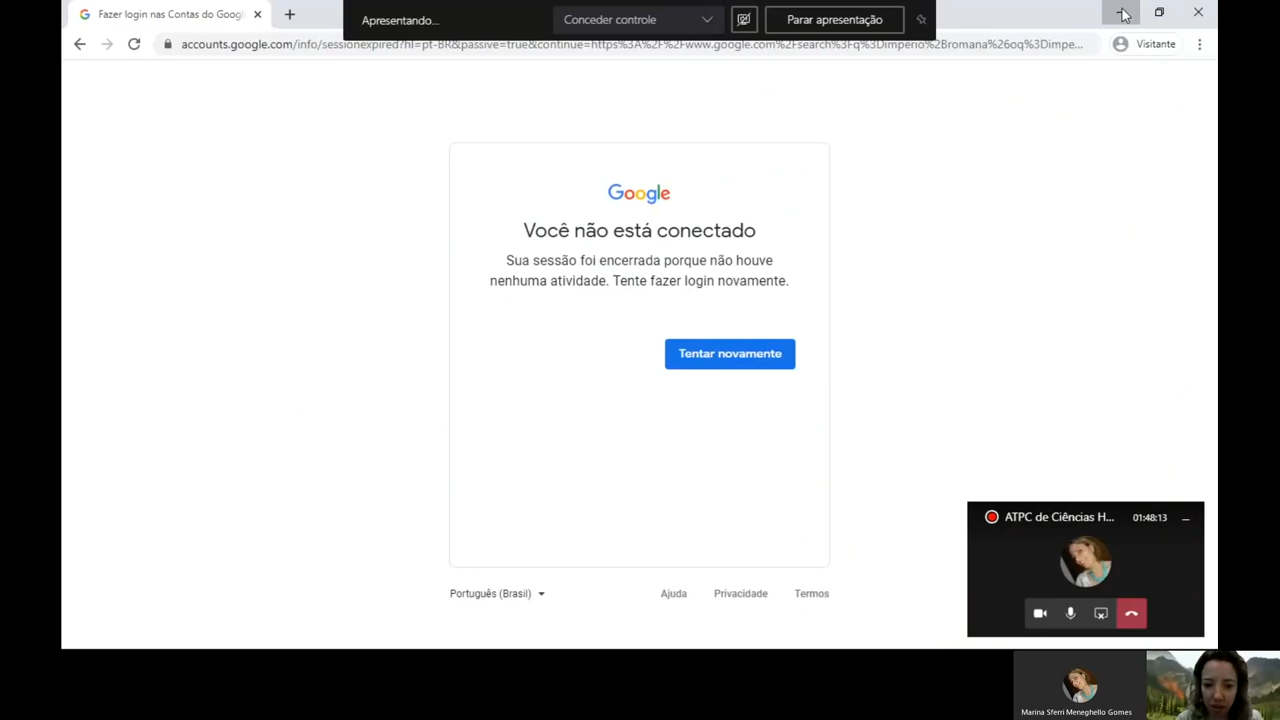 Fazer login nas Contas do Googl
Apresentando...
Conceder controle
Parar apresentação
accounts.google.com/info/sessionexpired?hl=pt-BR&passive=true&continue=https%3A%2F%2Fwww.google.com%2Fsearch%3Fq%3Dimperio%2Bromana%26oq%3Dimpe...
Visitante
Google
Você não está conectado
Sua sessão foi encerrada porque não houve
nenhuma atividade. Tente fazer login novamente.
Tentar novamente
Português (Brasil)
Ajuda
Privacidade
Termos
ATPC de Ciências H...
01:48:13
Marina Sferri Meneghello Gomes